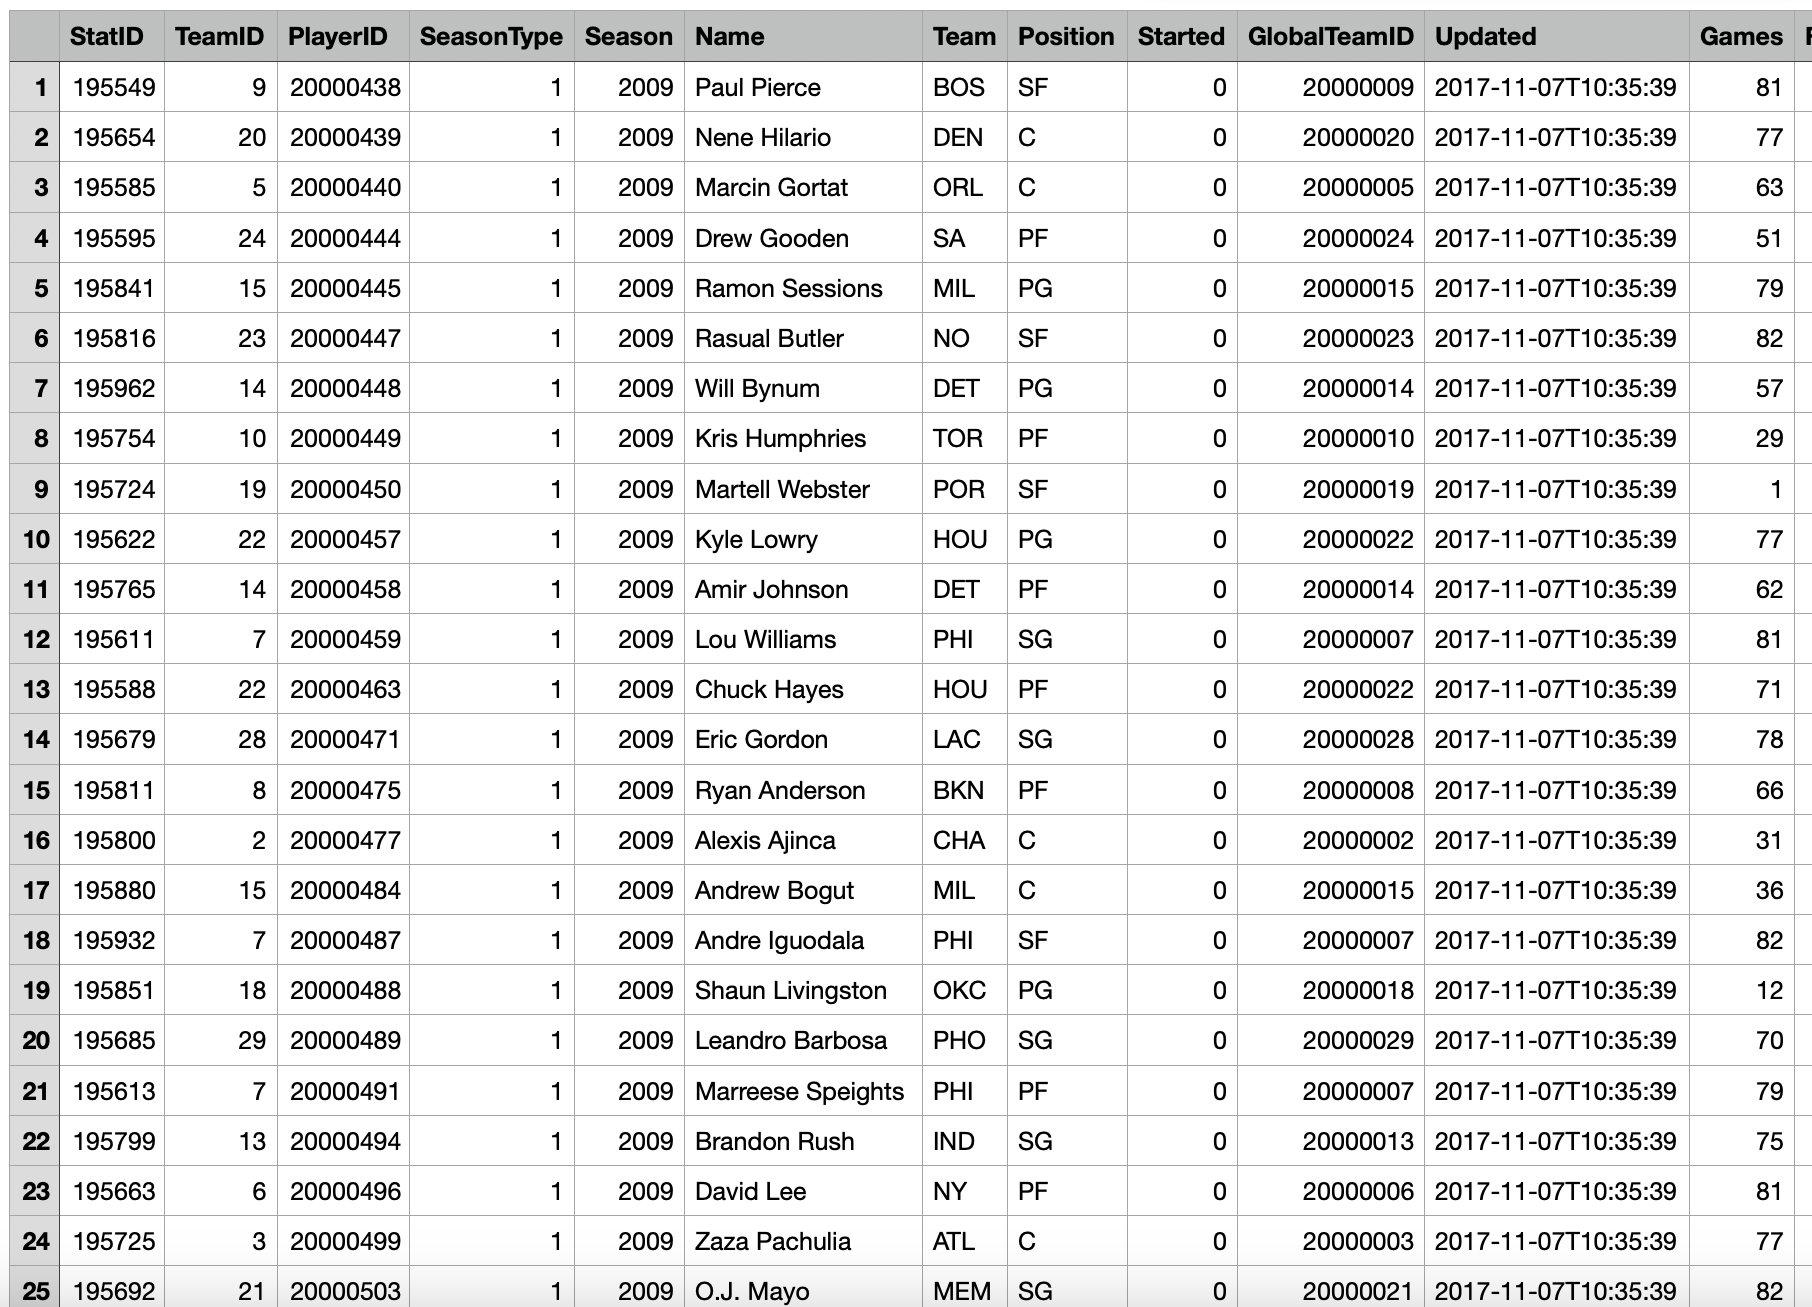 StatID TeamID PlayerID SeasonType Season Name Team Position Started GlobalTeamID Updated Games
1 195549 9 20000438 1 2009 Paul Pierce BOS SF 0 20000009 2017-11-07T10:35:39 81
2 195654 20 20000439 1 2009 Nene Hilario DEN C 0 20000020 2017-11-07T10:35:39 77
3 195585 5 20000440 1 2009 Marcin Gortat ORL C 0 20000005 2017-11-07T10:35:39 63
4 195595 24 20000444 1 2009 Drew Gooden SA PF 0 20000024 2017-11-07T10:35:39 51
5 195841 15 20000445 1 2009 Ramon Sessions MIL PG 0 20000015 2017-11-07T10:35:39 79
6 195816 23 20000447 1 2009 Rasual Butler NO SF 0 20000023 2017-11-07T10:35:39 82
7 195962 14 20000448 1 2009 Will Bynum DET PG 0 20000014 2017-11-07T10:35:39 57
8 195754 10 20000449 1 2009 Kris Humphries TOR PF 0 20000010 2017-11-07T10:35:39 29
9 195724 19 20000450 1 2009 Martell Webster POR SF 0 20000019 2017-11-07T10:35:39 1
10 195622 22 20000457 1 2009 Kyle Lowry HOU PG 0 20000022 2017-11-07T10:35:39 77
11 195765 14 20000458 1 2009 Amir Johnson DET PF 0 20000014 2017-11-07T10:35:39 62
12 195611 7 20000459 1 2009 Lou Williams PHI SG 0 20000007 2017-11-07T10:35:39 81
13 195588 22 20000463 1 2009 Chuck Hayes HOU PF 0 20000022 2017-11-07T10:35:39 71
14 195679 28 20000471 1 2009 Eric Gordon LAC SG 0 20000028 2017-11-07T10:35:39 78
15 195811 8 20000475 1 2009 Ryan Anderson BKN PF 0 20000008 2017-11-07T10:35:39 66
16 195800 2 20000477 1 2009 Alexis Ajinca CHA C 0 20000002 2017-11-07T10:35:39 31
17 195880 15 20000484 1 2009 Andrew Bogut MIL C 0 20000015 2017-11-07T10:35:39 36
18 195932 7 20000487 1 2009 Andre Iguodala PHI SF 0 20000007 2017-11-07T10:35:39 82
19 195851 18 20000488 1 2009 Shaun Livingston OKC PG 0 20000018 2017-11-07T10:35:39 12
20 195685 29 20000489 1 2009 Leandro Barbosa PHO SG 0 20000029 2017-11-07T10:35:39 70
21 195613 7 20000491 1 2009 Marreese Speights PHI PF 0 20000007 2017-11-07T10:35:39 79
22 195799 13 20000494 1 2009 Brandon Rush IND SG 0 20000013 2017-11-07T10:35:39 75
23 195663 6 20000496 1 2009 David Lee NY PF 0 20000006 2017-11-07T10:35:39 81
24 195725 3 20000499 1 2009 Zaza Pachulia ATL C 0 20000003 2017-11-07T10:35:39 77
25 195692 21 20000503 1 2009 O.J. Mayo MEM SG 0 20000021 2017-11-07T10:35:39 82